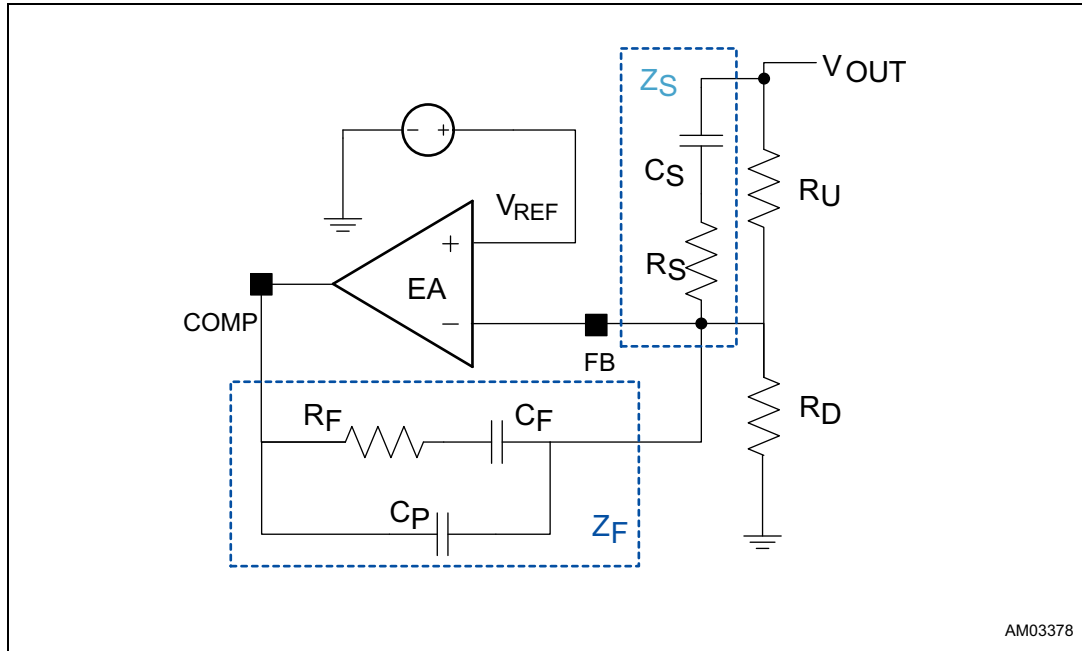 ZS
VOUT
- +
CS
RU
VREF
+
RS
EA
COMP
−
FB
RF
CF
RD
CP
ZF
AM03378